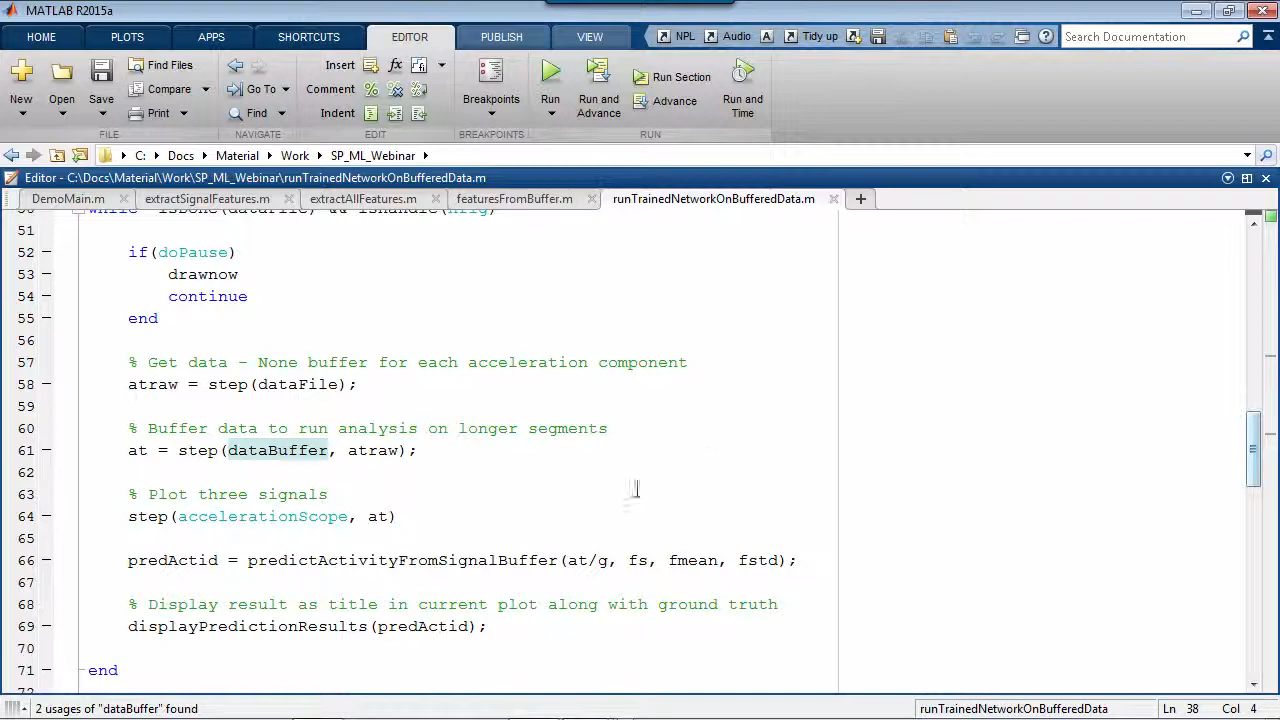 MATLAB R2015a
HOME PLOTS APPS SHORTCUTS EDITOR PUBLISH VIEW NPL Audio A Tidy up Search Documentation
New Open Save Find Files Compare Print Go To Find Insert Comment Indent Breakpoints Run Run and Advance Run Section Advance Run and Time
FILE NAVIGATE EDIT BREAKPOINTS RUN
C: Docs Material Work SP_ML_Webinar
Editor - C:\Docs\Material\Work\SP_ML_Webinar\runTrainedNetworkOnBufferedData.m
DemoMain.m extractSignalFeatures.m extractAllFeatures.m featuresFromBuffer.m runTrainedNetworkOnBufferedData.m
51
52 if(doPause)
53 drawnow
54 continue
55 end
56
57 % Get data - None buffer for each acceleration component
58 atraw = step(dataFile);
59
60 % Buffer data to run analysis on longer segments
61 at = step(dataBuffer, atraw);
62
63 % Plot three signals
64 step(accelerationScope, at)
65
66 predActid = predictActivityFromSignalBuffer(at/g, fs, fmean, fstd);
67
68 % Display result as title in current plot along with ground truth
69 displayPredictionResults(predActid);
70
71 end
2 usages of "dataBuffer" found runTrainedNetworkOnBufferedData Ln 38 Col 4